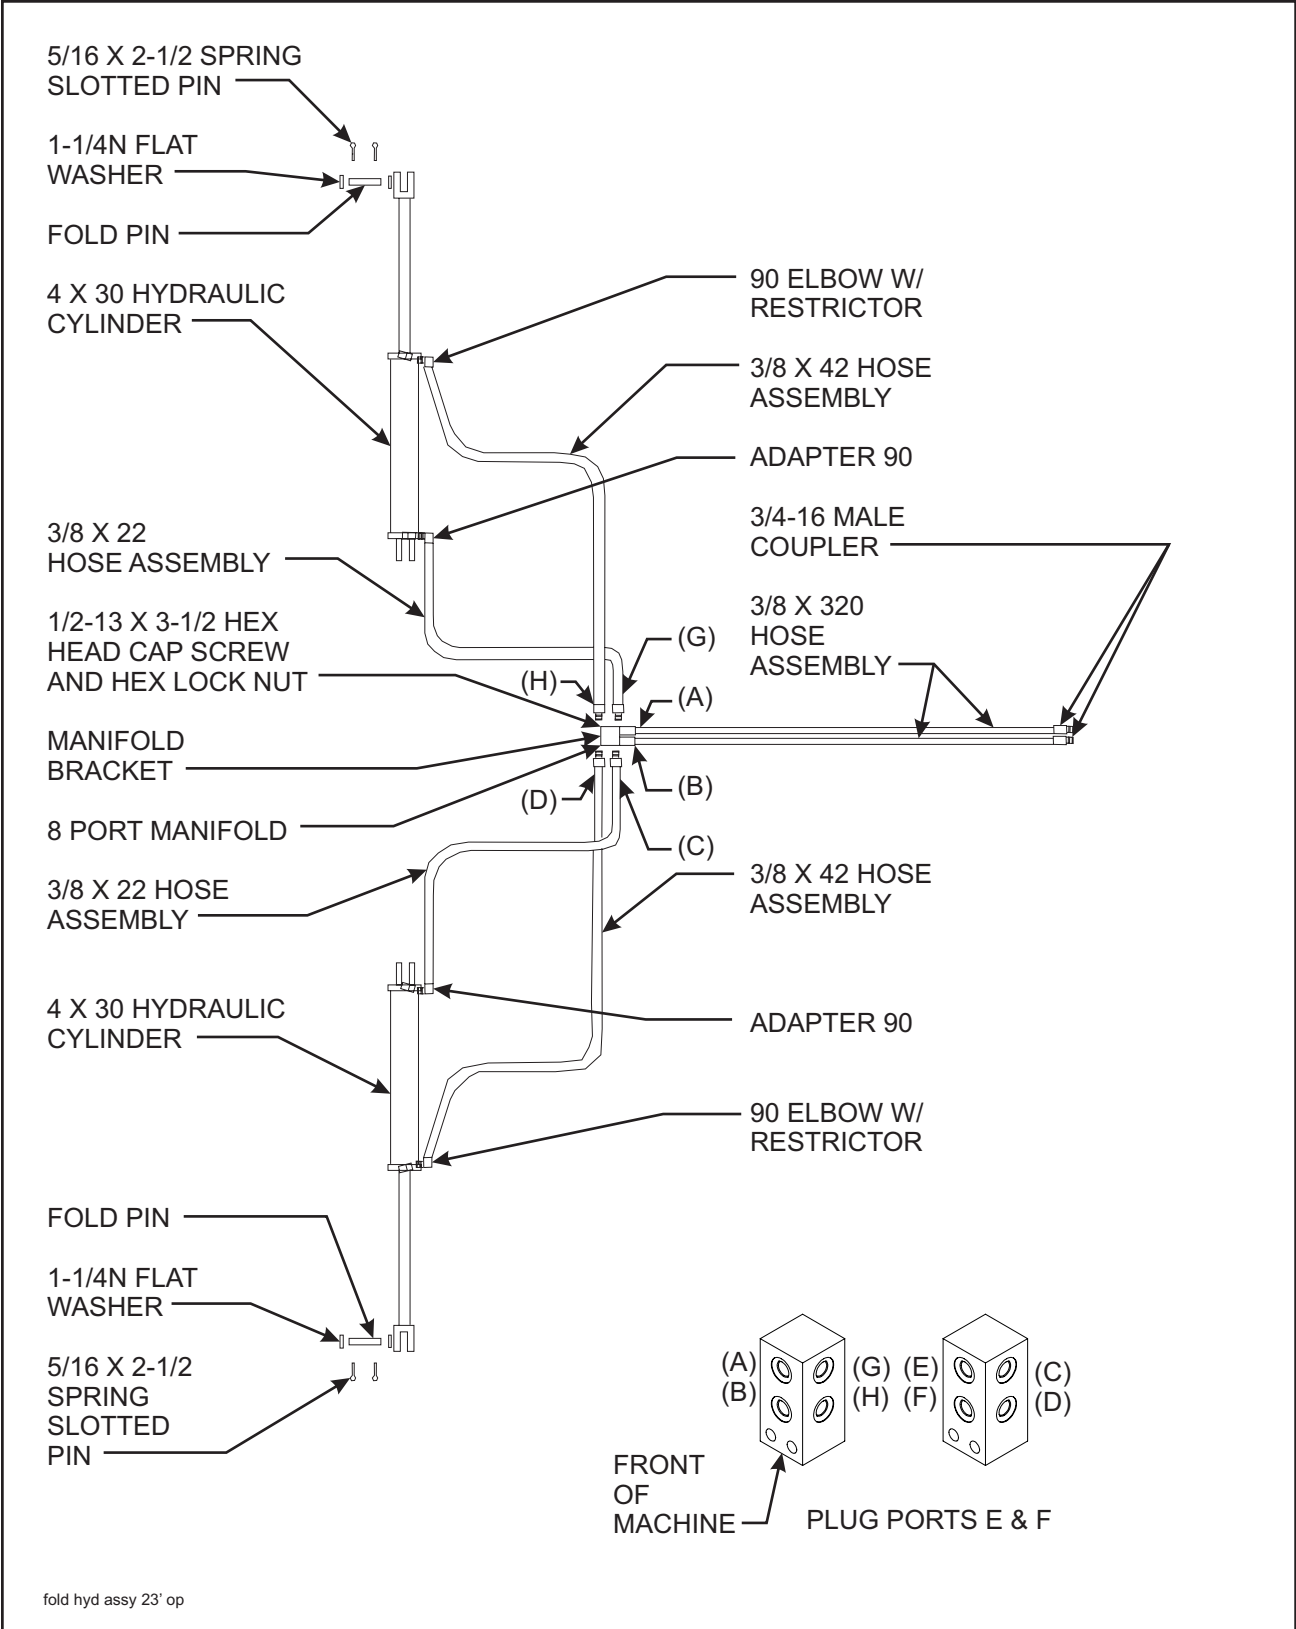 5/16 X 2-1/2 SPRING
SLOTTED PIN
1-1/4N FLAT
WASHER
FOLD PIN
4 X 30 HYDRAULIC
CYLINDER
90 ELBOW W/
RESTRICTOR
3/8 X 42 HOSE
ASSEMBLY
ADAPTER 90
3/4-16 MALE
COUPLER
3/8 X 22
HOSE ASSEMBLY
3/8 X 320
HOSE
ASSEMBLY
1/2-13 X 3-1/2 HEX
HEAD CAP SCREW
AND HEX LOCK NUT
(G)
(H)
(A)
MANIFOLD
BRACKET
(B)
(D)
8 PORT MANIFOLD
(C)
3/8 X 22 HOSE
ASSEMBLY
3/8 X 42 HOSE
ASSEMBLY
4 X 30 HYDRAULIC
CYLINDER
ADAPTER 90
90 ELBOW W/
RESTRICTOR
FOLD PIN
1-1/4N FLAT
WASHER
5/16 X 2-1/2
SPRING
SLOTTED
PIN
(A)
(B)
(G)
(H)
(E)
(F)
(C)
(D)
FRONT
OF
MACHINE
PLUG PORTS E & F
fold hyd assy 23' op